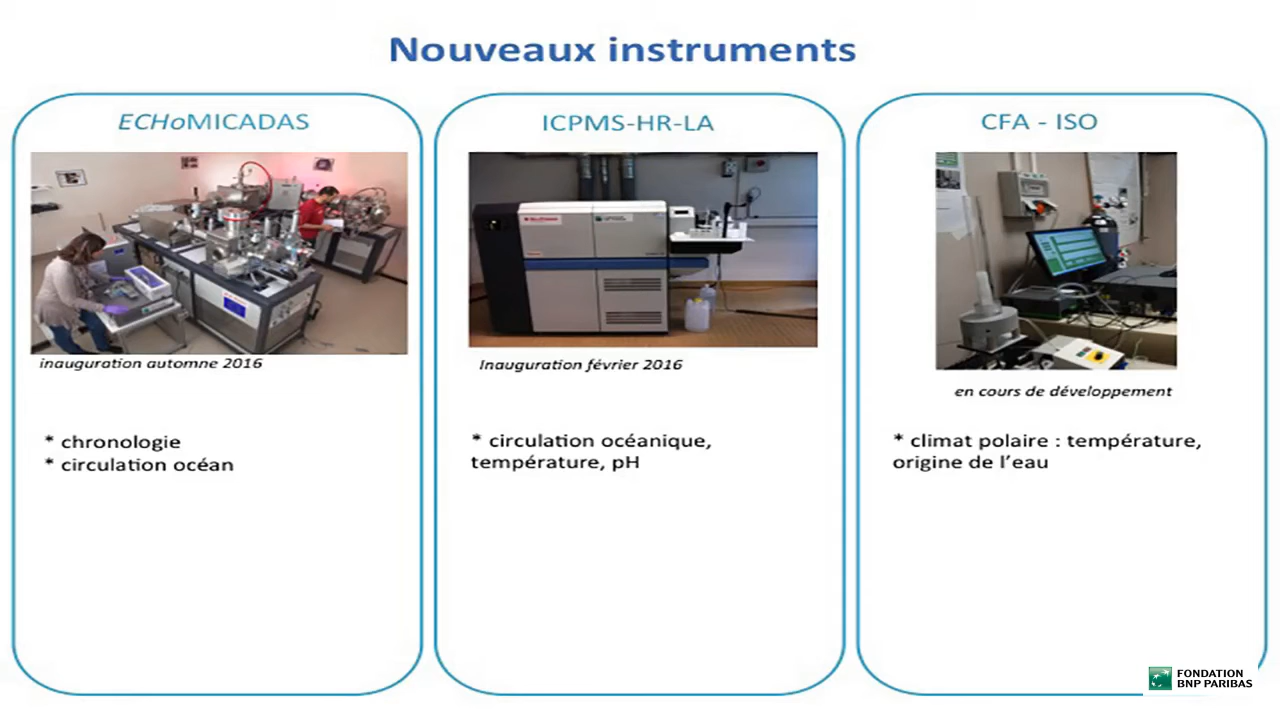 Nouveaux instruments
ECHoMICADAS
inauguration automne 2016
* chronologie
* circulation océan
ICPMS-HR-LA
Inauguration février 2016
* circulation océanique,
température, pH
CFA - ISO
en cours de développement
* climat polaire : température,
origine de l’eau
FONDATION
BNP PARIBAS